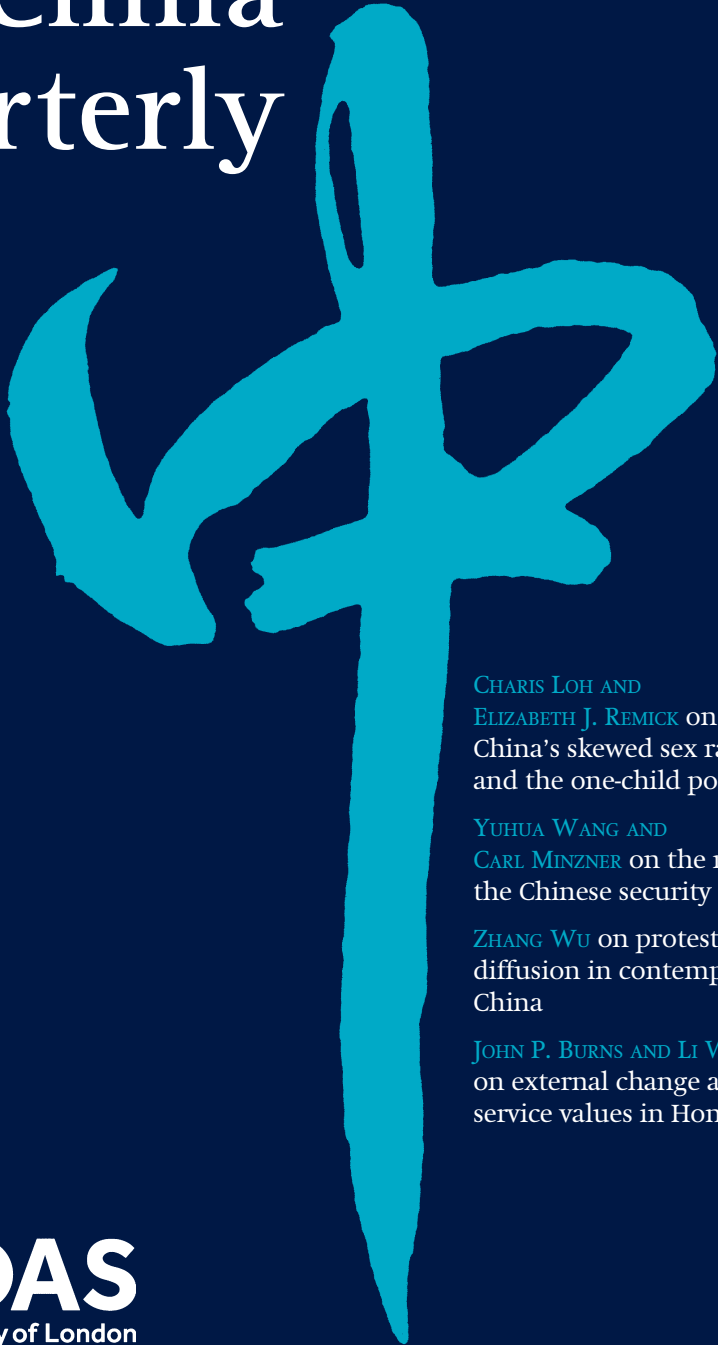 China
rterly
中
CHARIS LOH AND
ELIZABETH J. REMICK on
China's skewed sex ra
and the one-child po
YUHUA WANG AND
CARL MINZNER on the r
the Chinese security
ZHANG WU on protest
diffusion in contemp
China
JOHN P. BURNS AND LI W
on external change a
service values in Hon
OAS
y of London